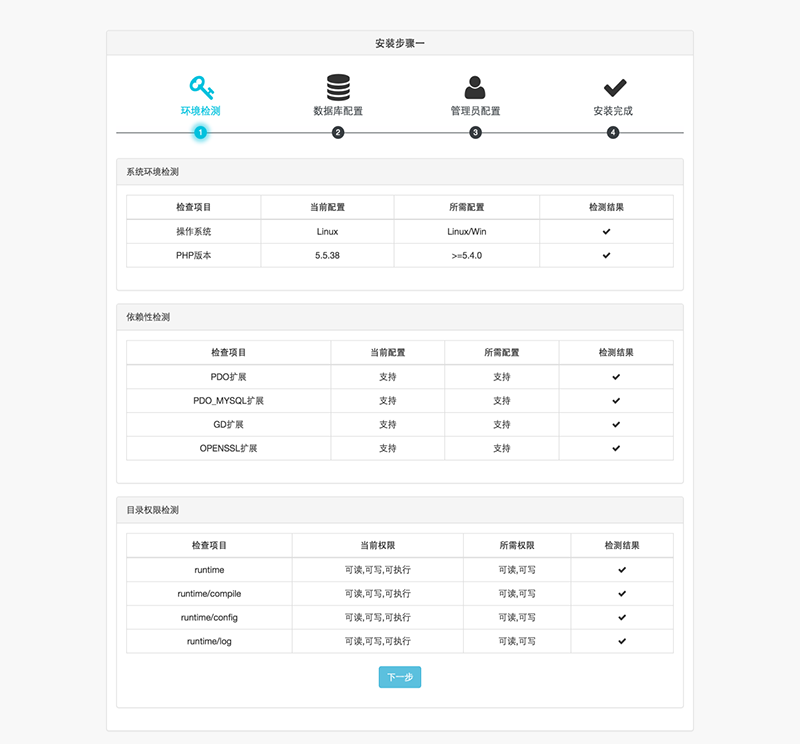 安装步骤一
环境检测 数据库配置 管理员配置 安装完成
1 2 3 4
系统环境检测
检查项目 当前配置 所需配置 检测结果
操作系统 Linux Linux/Win
PHP版本 5.5.38 >=5.4.0
依赖性检测
检查项目 当前配置 所需配置 检测结果
PDO扩展 支持 支持
PDO_MYSQL扩展 支持 支持
GD扩展 支持 支持
OPENSSL扩展 支持 支持
目录权限检测
检查项目 当前权限 所需权限 检测结果
runtime 可读,可写,可执行 可读,可写
runtime/compile 可读,可写,可执行 可读,可写
runtime/config 可读,可写,可执行 可读,可写
runtime/log 可读,可写,可执行 可读,可写
下一步